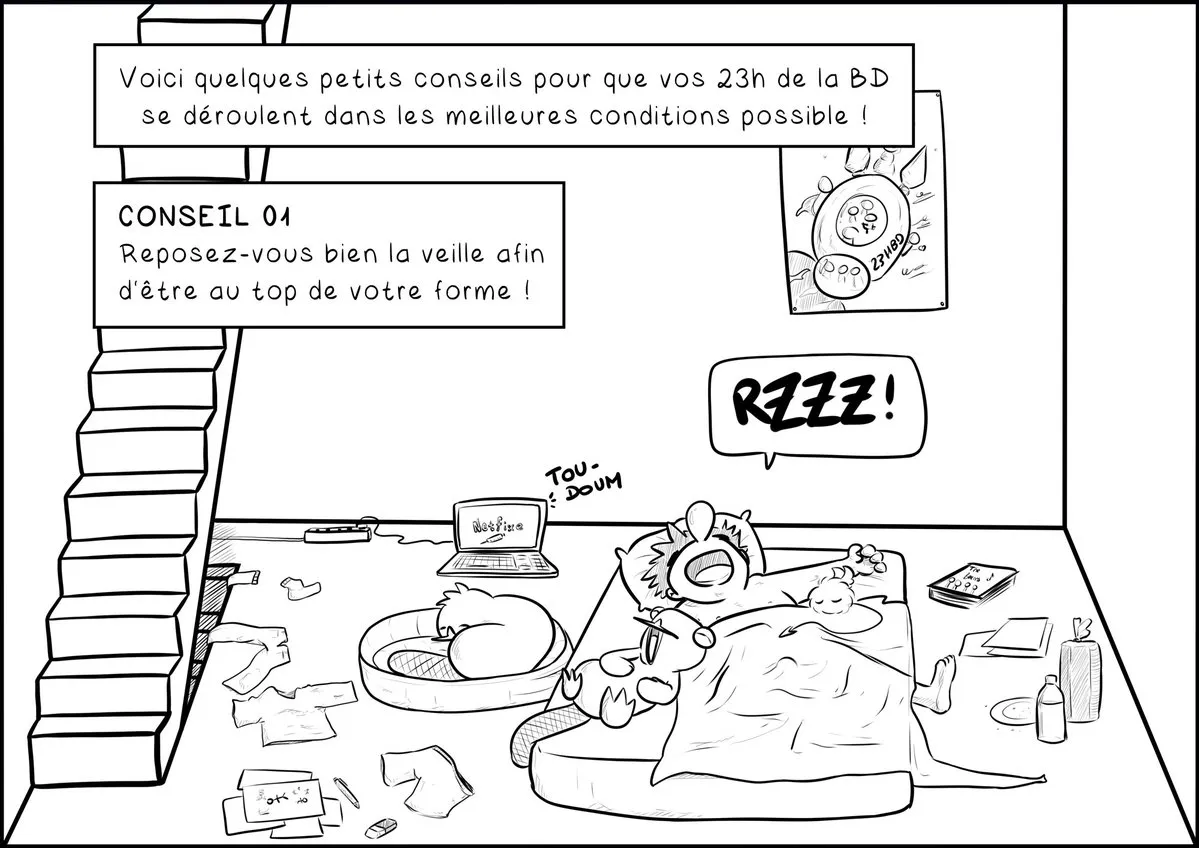 Voici quelques petits conseils pour que vos 23h de la BD
se déroulent dans les meilleures conditions possible !
CONSEIL 01
Reposez-vous bien la veille afin
d'être au top de votre forme !
23HBD
RZZZ!
TOU-
DOUM
Netfixe